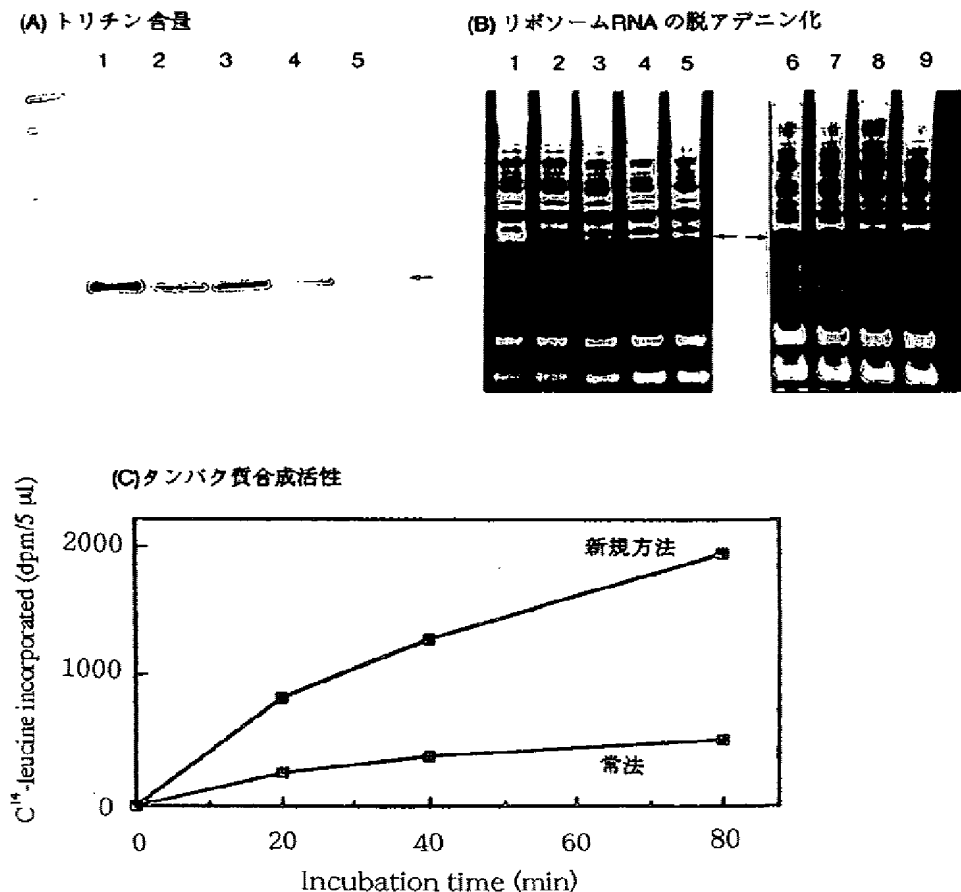 (A) トリチン 含量
1 2 3 4 5
(B) リボソームRNA の脱アデニン化
1 2 3 4 5
6 7 8 9
(C)タンパク質合成活性
C¹⁴-leucine incorporated (dpm/5 µl)
2000
1000
0
新規方法
常法
0 20 40 60 80
Incubation time (min)